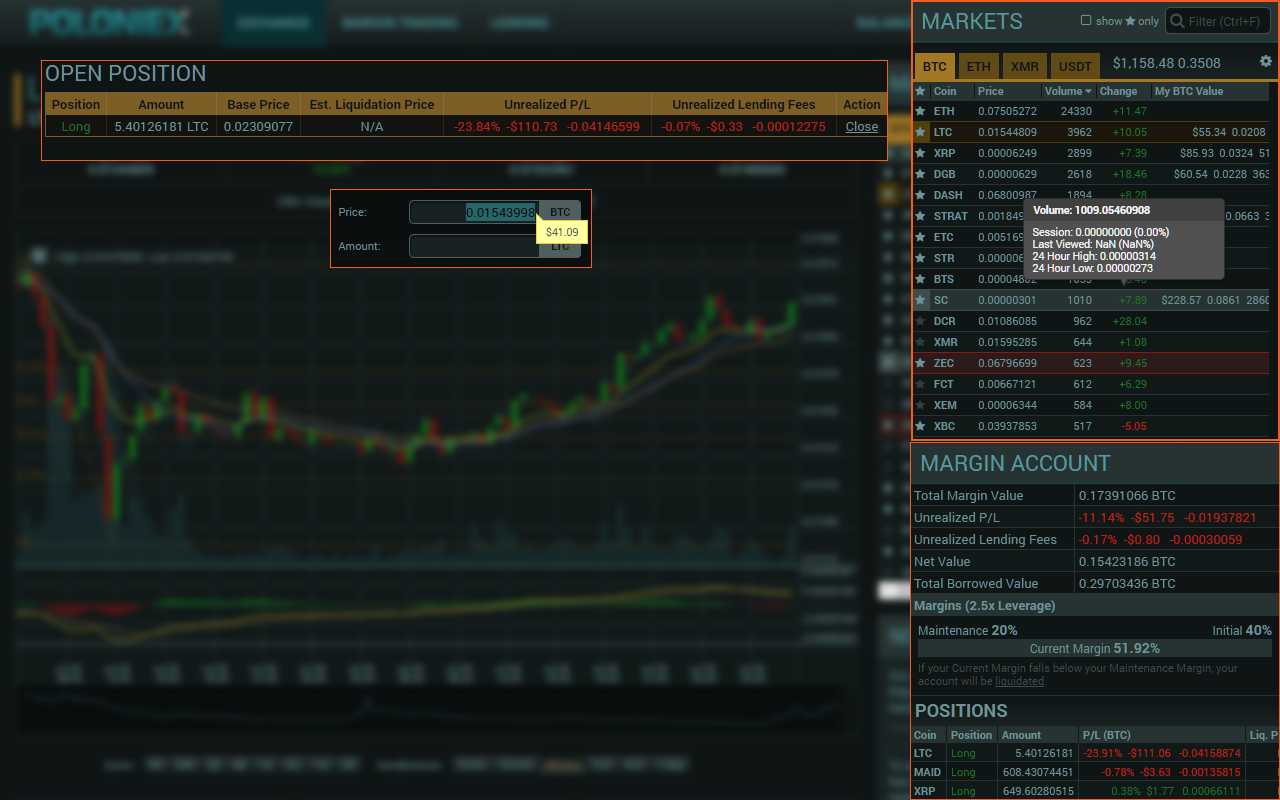 POLONIEX
EXCHANGE MARGIN TRADING LENDING
OPEN POSITION
Position Amount Base Price Est. Liquidation Price Unrealized P/L Unrealized Lending Fees Action
Long 5.40126181 LTC 0.02309077 N/A -23.84% -$110.73 -0.04146599 -0.07% -$0.33 -0.00012275 Close
Price: 0.01543998 BTC
$41.09
Amount: LTC
MARKETS show ★ only Filter (Ctrl+F)
BTC ETH XMR USDT $1,158.48 0.3508
★ Coin Price Volume ▾ Change My BTC Value
★ ETH 0.07505272 24330 +11.47
★ LTC 0.01544809 3962 +10.05 $55.34 0.0208
★ XRP 0.00006249 2899 +7.39 $85.93 0.0324 51
★ DGB 0.00000629 2618 +18.46 $60.54 0.0228 363
★ DASH 0.06800987 1894 +8.28
★ STRAT 0.00184 0.0663 3
★ ETC 0.00516
★ STR 0.00000
★ BTS 0.00004882
Volume: 1009.05460908
Session: 0.00000000 (0.00%)
Last Viewed: NaN (NaN%)
24 Hour High: 0.00000314
24 Hour Low: 0.00000273
★ SC 0.00000301 1010 +7.89 $228.57 0.0861 2860
★ DCR 0.01086085 962 +28.04
★ XMR 0.01595285 644 +1.08
★ ZEC 0.06796699 623 +9.45
★ FCT 0.00667121 612 +6.29
★ XEM 0.00006344 584 +8.00
★ XBC 0.03937853 517 -5.05
MARGIN ACCOUNT
Total Margin Value 0.17391066 BTC
Unrealized P/L -11.14% -$51.75 -0.01937821
Unrealized Lending Fees -0.17% -$0.80 -0.00030059
Net Value 0.15423186 BTC
Total Borrowed Value 0.29703436 BTC
Margins (2.5x Leverage)
Maintenance 20% Initial 40%
Current Margin 51.92%
If your Current Margin falls below your Maintenance Margin, your
account will be liquidated.
POSITIONS
Coin Position Amount P/L (BTC) Liq. P
LTC Long 5.40126181 -23.91% -$111.06 -0.04158874
MAID Long 608.43074451 -0.78% -$3.63 -0.00135815
XRP Long 649.60280515 0.38% $1.77 0.00066111